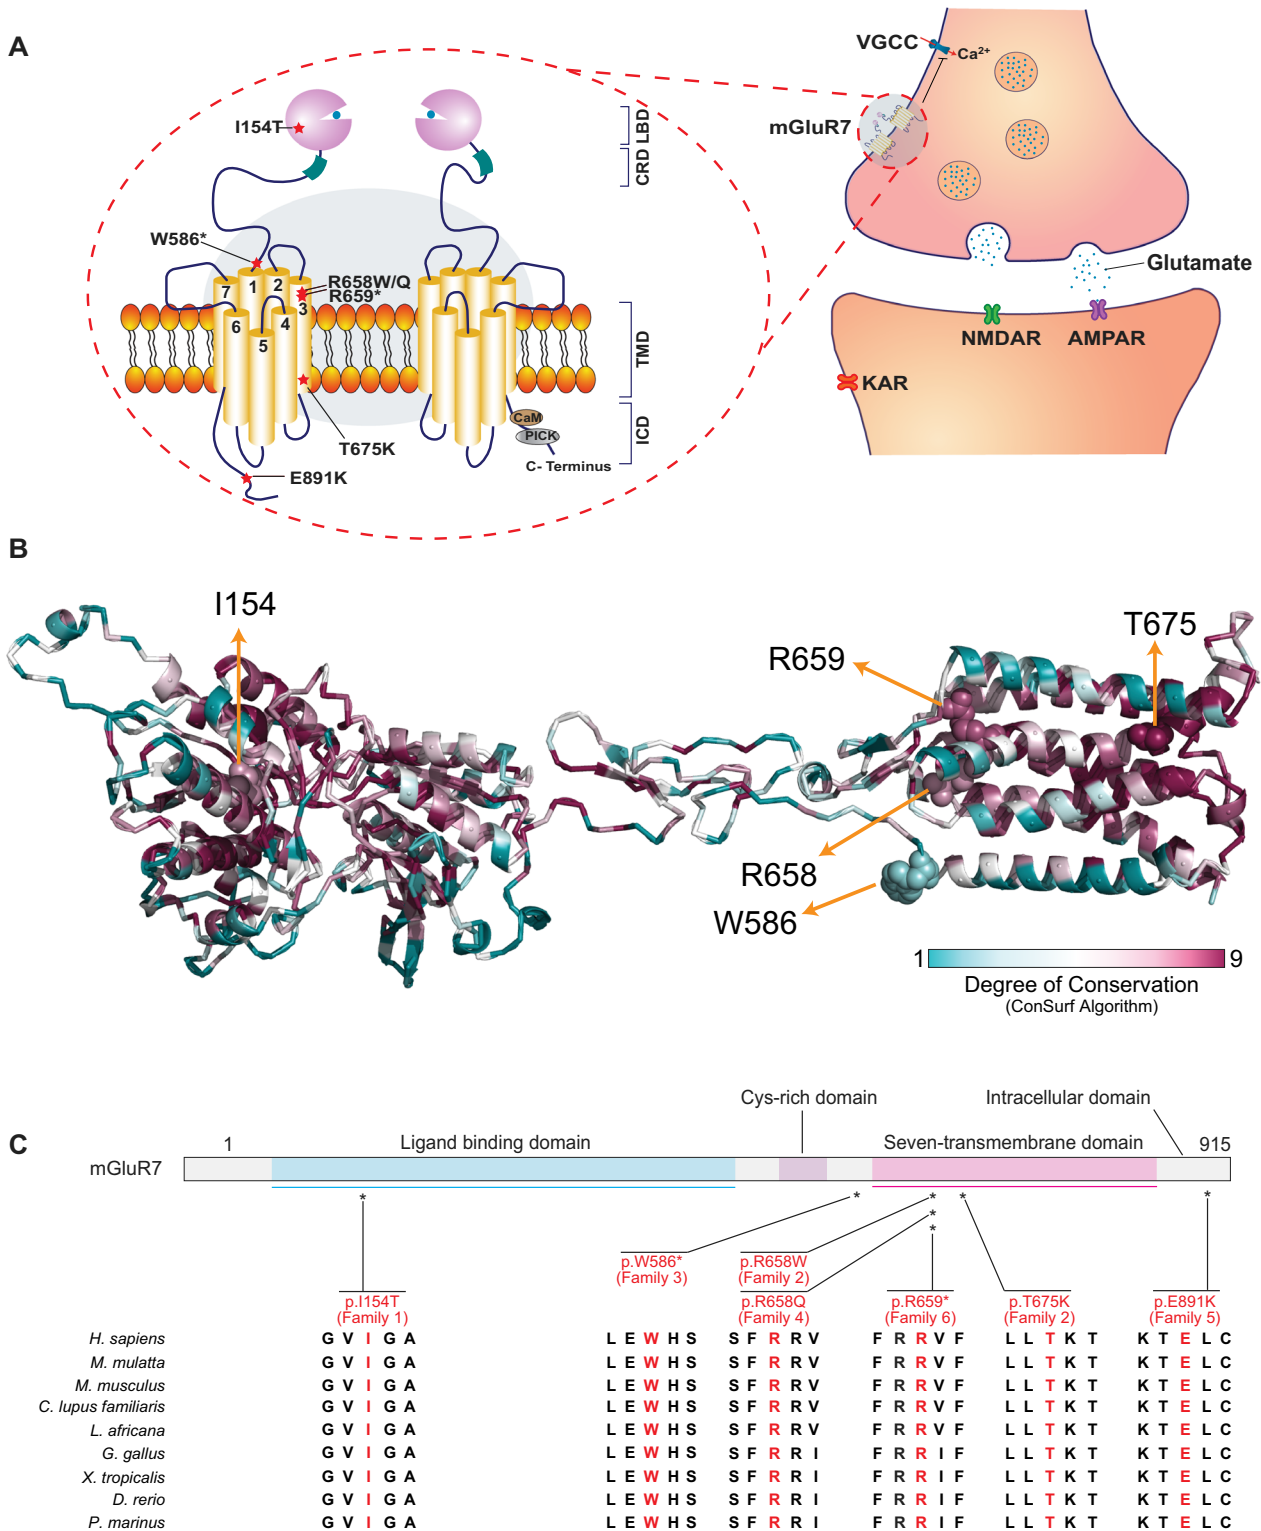 A
VGCC
Ca²⁺
mGluR7
I154T
LBD
CRD
W586*
R658W/Q
R659*
7
1
2
3
6
4
5
TMD
ICD
CaM
PICK
C- Terminus
T675K
E891K
Glutamate
NMDAR
AMPAR
KAR
B
I154
T675
R659
R658
W586
1
9
Degree of Conservation
(ConSurf Algorithm)
C
Cys-rich domain
Intracellular domain
1
Ligand binding domain
Seven-transmembrane domain
915
mGluR7
* * * * *
*
*
p.W586*
(Family 3)
p.R658W
(Family 2)
p.I154T
(Family 1)
p.R658Q
(Family 4)
p.R659*
(Family 6)
p.T675K
(Family 2)
p.E891K
(Family 5)
H. sapiens G V I G A L E W H S S F R R V F R R V F L L T K T K T E L C
M. mulatta G V I G A L E W H S S F R R V F R R V F L L T K T K T E L C
M. musculus G V I G A L E W H S S F R R V F R R V F L L T K T K T E L C
C. lupus familiaris G V I G A L E W H S S F R R V F R R V F L L T K T K T E L C
L. africana G V I G A L E W H S S F R R V F R R V F L L T K T K T E L C
G. gallus G V I G A L E W H S S F R R I F R R I F L L T K T K T E L C
X. tropicalis G V I G A L E W H S S F R R I F R R I F L L T K T K T E L C
D. rerio G V I G A L E W H S S F R R I F R R I F L L T K T K T E L C
P. marinus G V I G A L E W H S S F R R I F R R I F L L T K T K T E L C